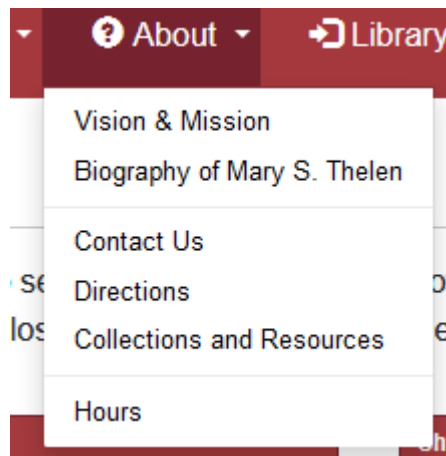 About
Library
Vision & Mission
Biography of Mary S. Thelen
Contact Us
Directions
Collections and Resources
Hours